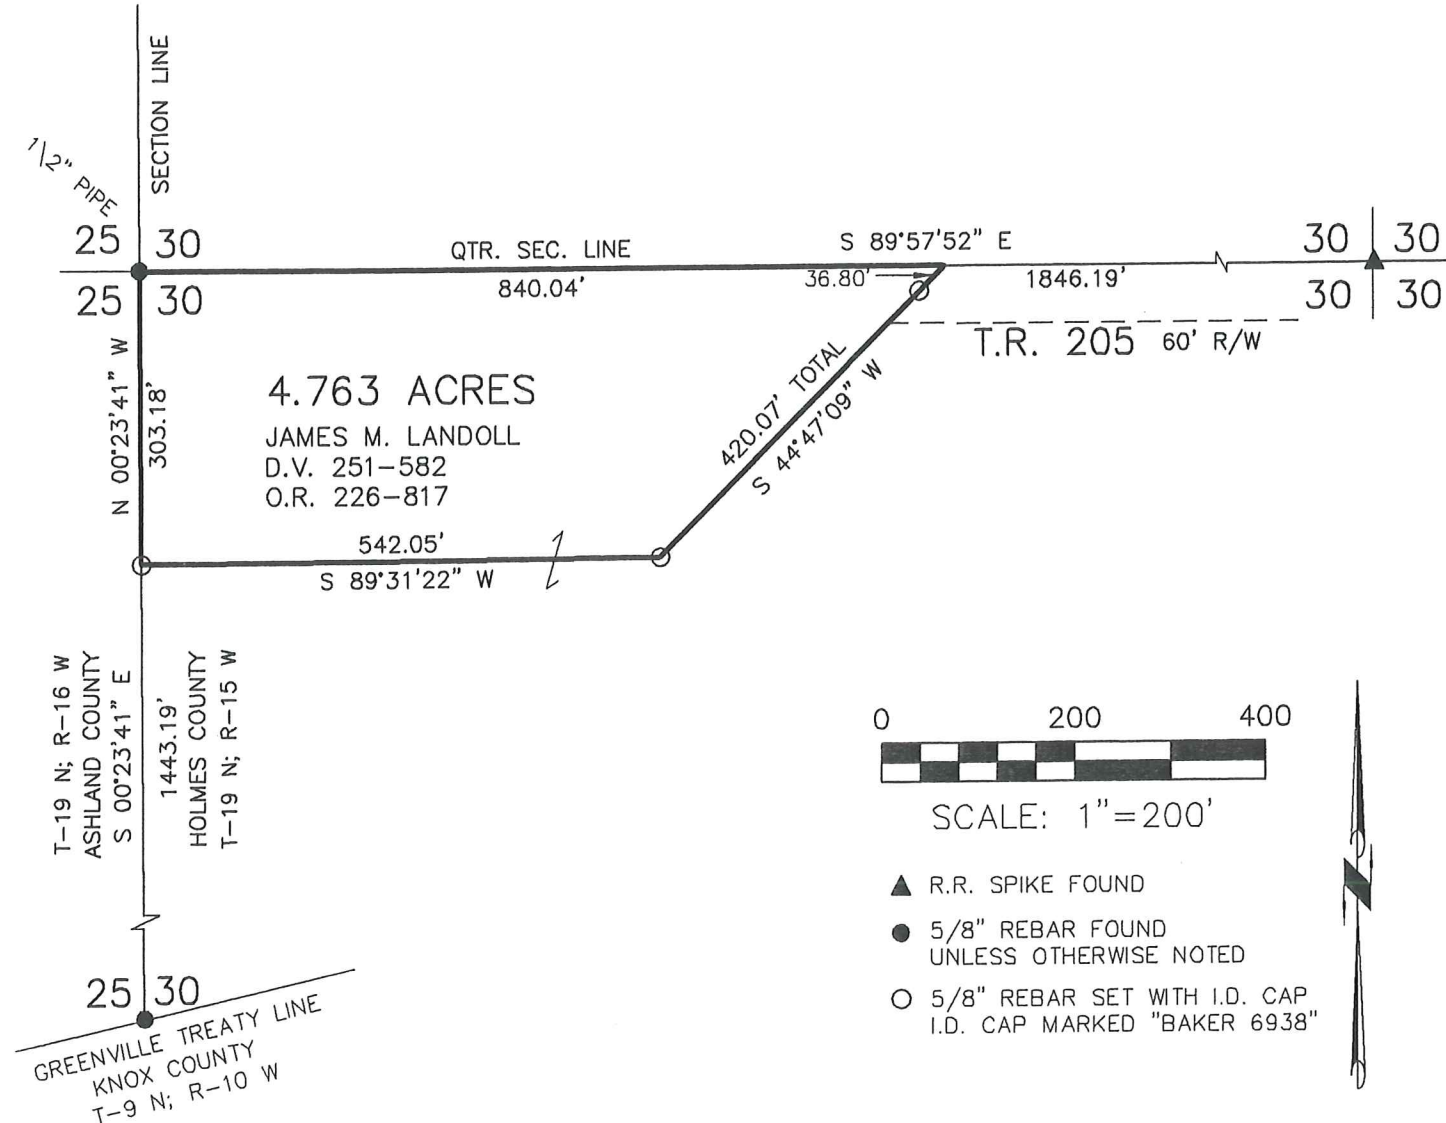 SECTION LINE
1/2" PIPE
25 30
QTR. SEC. LINE
S 89°57'52" E
30 30
840.04'
36.80'
1846.19'
25 30
30 30
T.R. 205 60' R/W
N 00°23'41" W
303.18'
4.763 ACRES
JAMES M. LANDOLL
D.V. 251-582
O.R. 226-817
420.07' TOTAL
S 44°47'09" W
542.05'
S 89°31'22" W
T-19 N; R-16 W
ASHLAND COUNTY
S 00°23'41" E
1443.19'
HOLMES COUNTY
T-19 N; R-15 W
0 200 400
SCALE: 1"=200'
R.R. SPIKE FOUND
5/8" REBAR FOUND
UNLESS OTHERWISE NOTED
5/8" REBAR SET WITH I.D. CAP
I.D. CAP MARKED "BAKER 6938"
N
25 30
GREENVILLE TREATY LINE
KNOX COUNTY
T-9 N; R-10 W